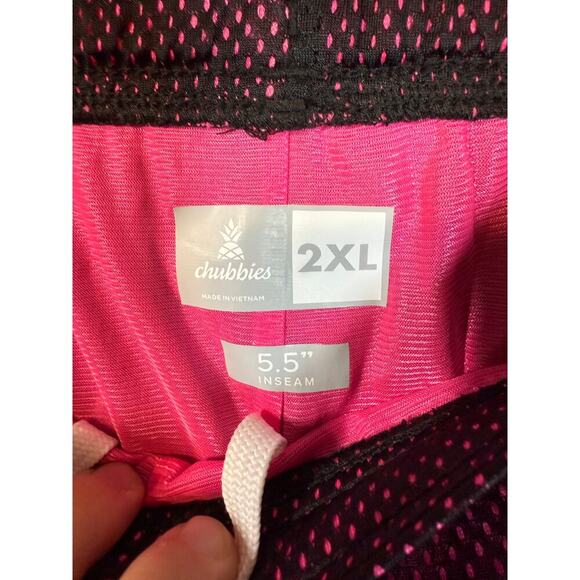 chubbies
MADE IN VIETNAM
2XL
5.5"
INSEAM